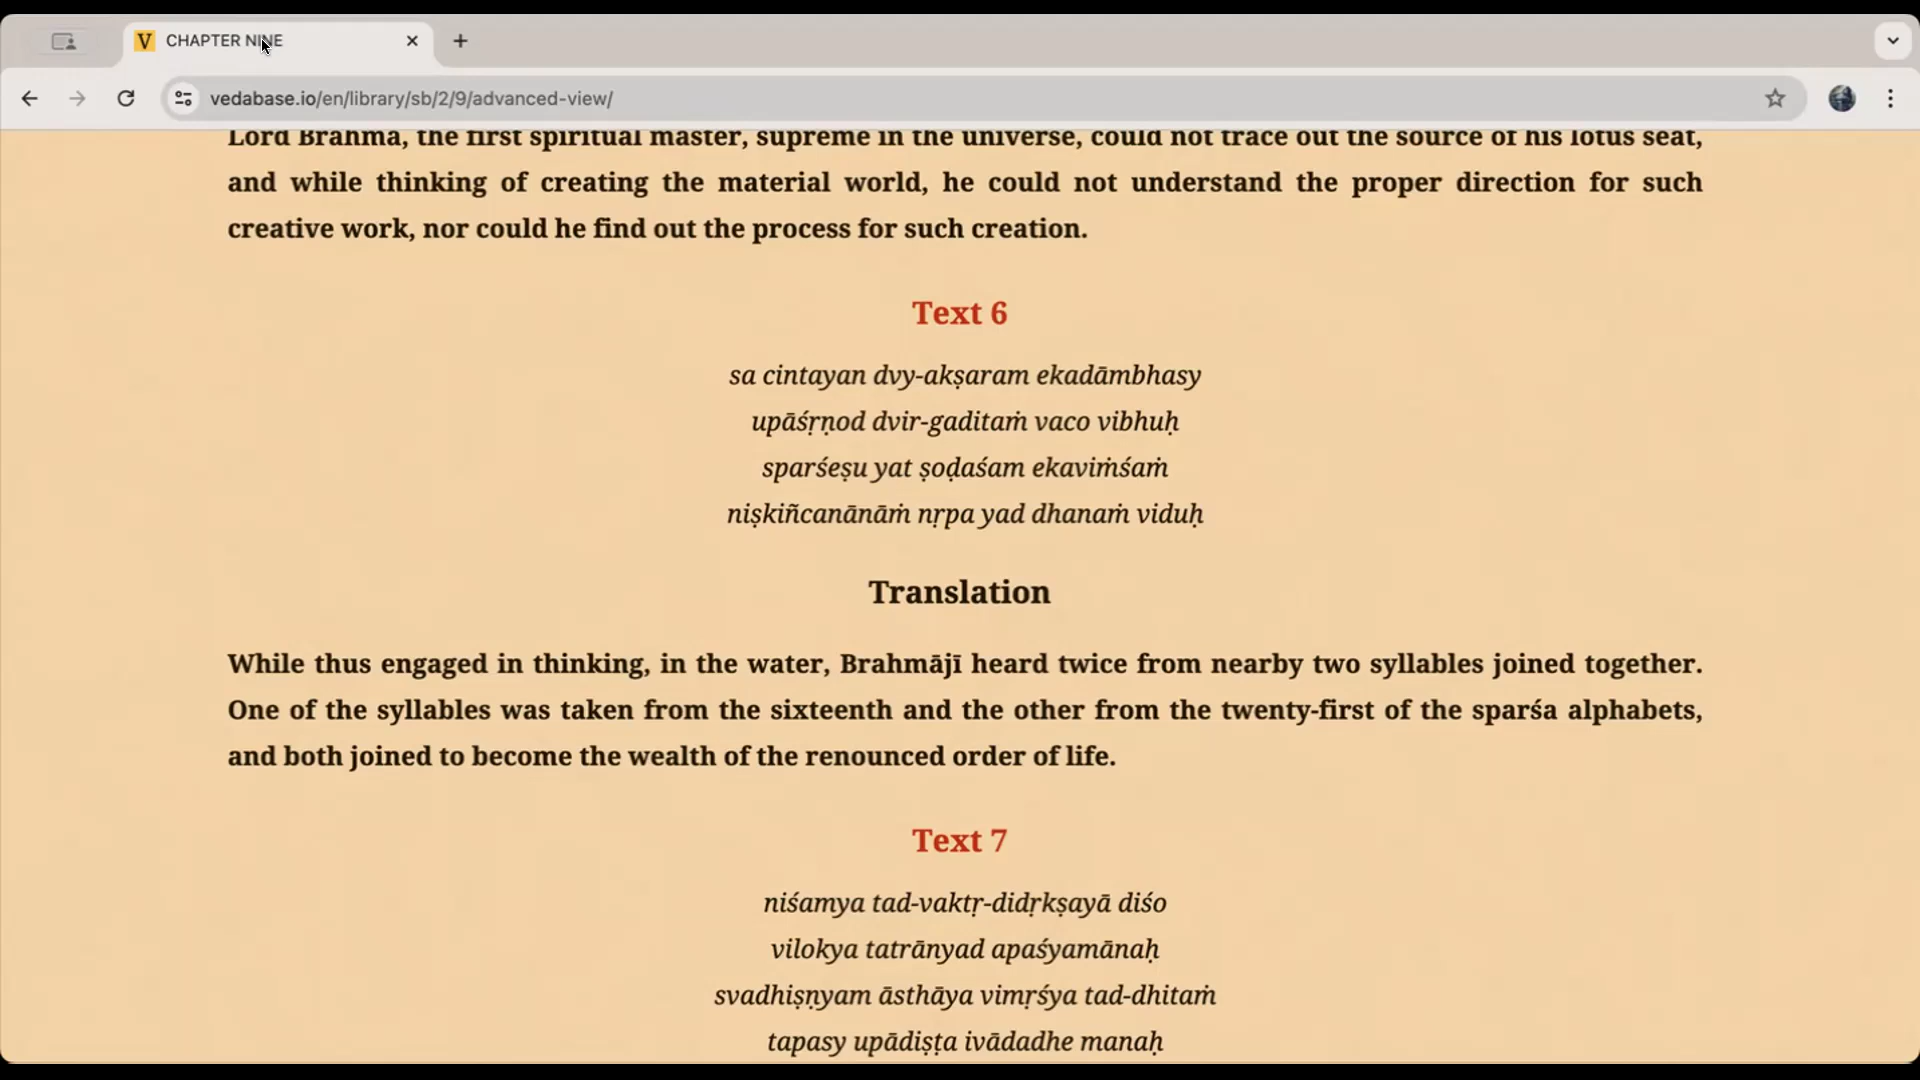 CHAPTER NINE
vedabase.io/en/library/sb/2/9/advanced-view/
Lord Brahmā, the first spiritual master, supreme in the universe, could not trace out the source of his lotus seat,
and while thinking of creating the material world, he could not understand the proper direction for such
creative work, nor could he find out the process for such creation.
Text 6
sa cintayan dvy-akṣaram ekadāmbhasy
upāśṛṇod dvir-gaditaṁ vaco vibhuḥ
sparśeṣu yat ṣoḍaśam ekaviṁśaṁ
niṣkiñcanānāṁ nṛpa yad dhanaṁ viduḥ
Translation
While thus engaged in thinking, in the water, Brahmājī heard twice from nearby two syllables joined together.
One of the syllables was taken from the sixteenth and the other from the twenty-first of the sparśa alphabets,
and both joined to become the wealth of the renounced order of life.
Text 7
niśamya tad-vaktṛ-didṛkṣayā diśo
vilokya tatrānyad apaśyamānaḥ
svadhiṣṇyam āsthāya vimṛśya tad-dhitaṁ
tapasy upādiṣṭa ivādadhe manaḥ